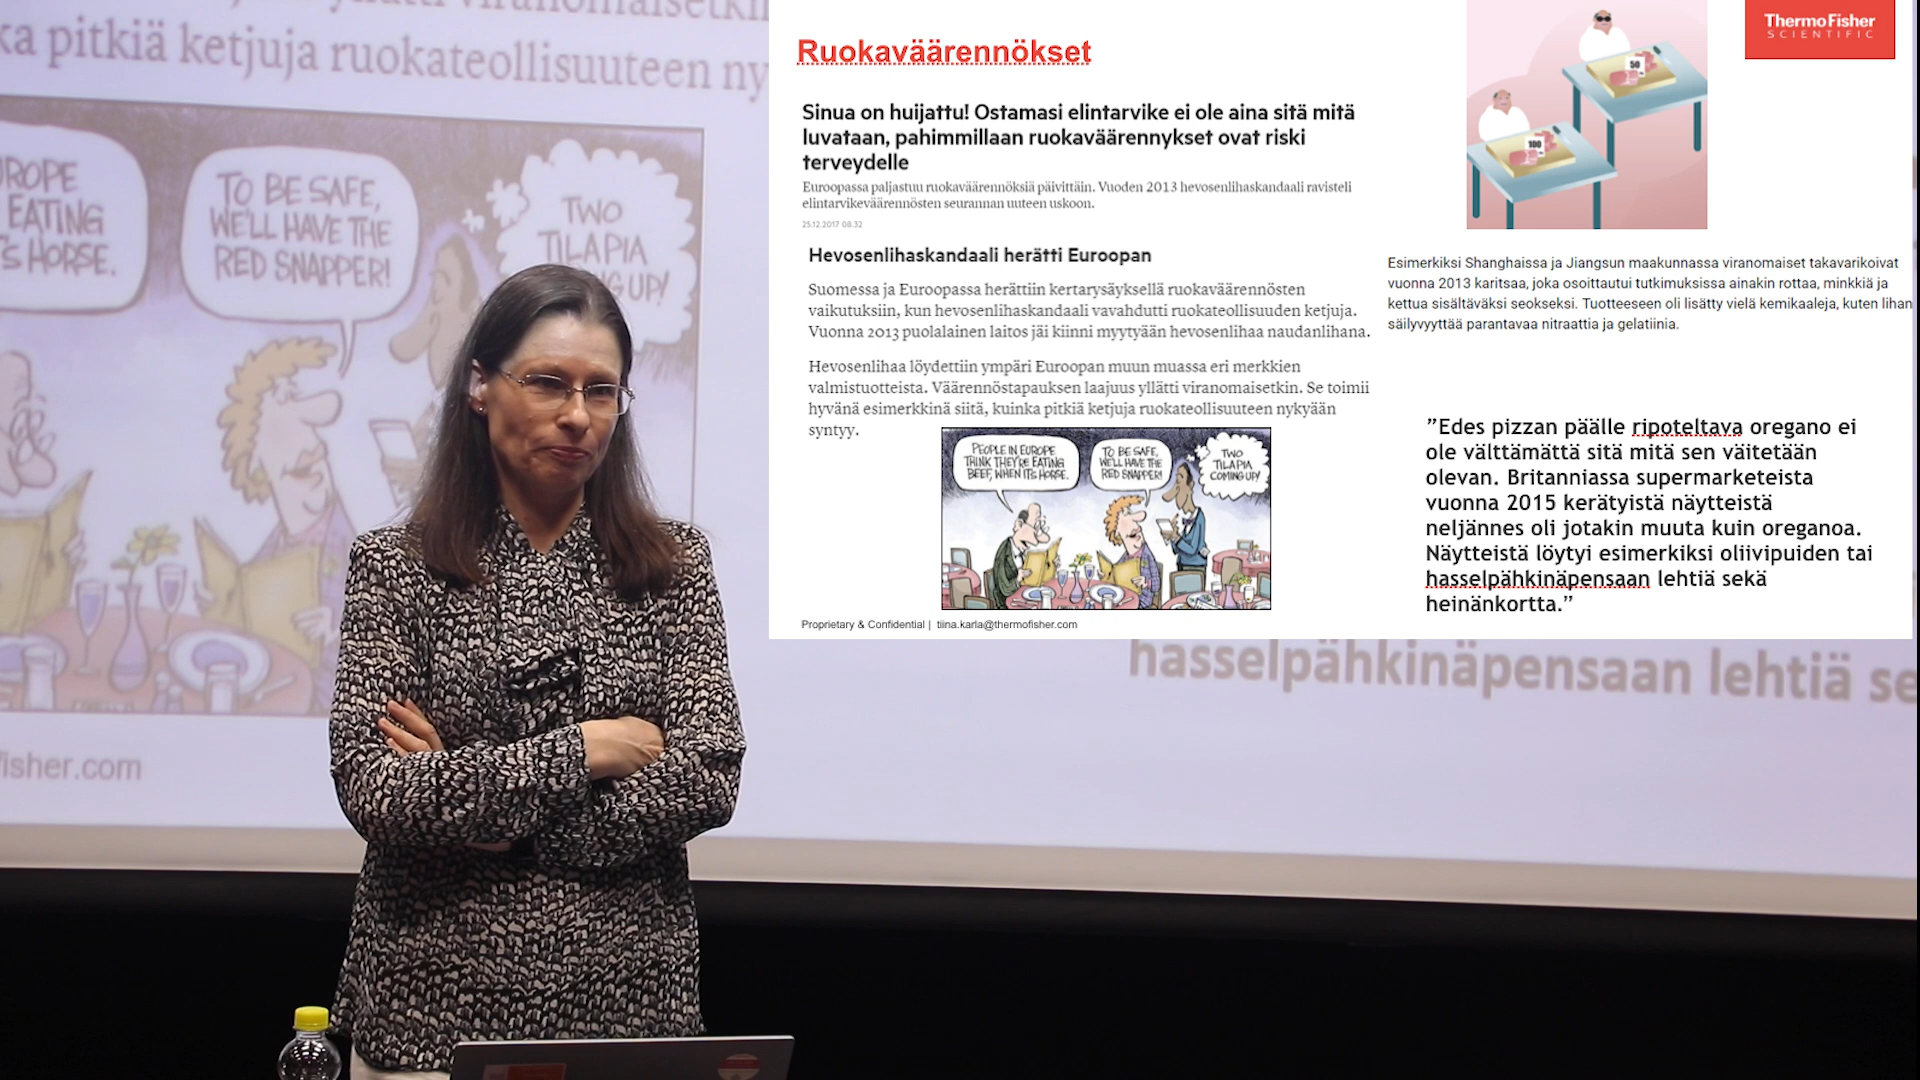 Ruokaväärennökset
ThermoFisher
SCIENTIFIC
Sinua on huijattu! Ostamasi elintarvike ei ole aina sitä mitä
luvataan, pahimmillaan ruokaväärennykset ovat riski
terveydelle
Euroopassa paljastuu ruokaväärennöksiä päivittäin. Vuoden 2013 hevosenlihaskandaali ravisteli
elintarvikeväärennösten seurannan uuteen uskoon.
25.12.2017 08.32
Hevosenlihaskandaali herätti Euroopan
Suomessa ja Euroopassa herättiin kertarysäyksellä ruokaväärennösten
vaikutuksiin, kun hevosenlihaskandaali vavahdutti ruokateollisuuden ketjuja.
Vuonna 2013 puolalainen laitos jäi kiinni myytyään hevosenlihaa naudanlihana.
Hevosenlihaa löydettiin ympäri Euroopan muun muassa eri merkkien
valmistuotteista. Väärennöstapauksen laajuus yllätti viranomaisetkin. Se toimii
hyvänä esimerkkinä siitä, kuinka pitkiä ketjuja ruokateollisuuteen nykyään
syntyy.
PEOPLE IN EUROPE
THINK THEY'RE EATING
BEEF, WHEN IT'S HORSE.
TO BE SAFE,
WE'LL HAVE THE
RED SNAPPER!
TWO
TILAPIA
COMING UP!
Proprietary & Confidential | tiina.karla@thermofisher.com
50
100
Esimerkiksi Shanghaissa ja Jiangsun maakunnassa viranomaiset takavarikoivat
vuonna 2013 karitsaa, joka osoittautui tutkimuksissa ainakin rottaa, minkkiä ja
kettua sisältäväksi seokseksi. Tuotteeseen oli lisätty vielä kemikaaleja, kuten lihan
säilyvyyttää parantavaa nitraattia ja gelatiinia.
”Edes pizzan päälle ripoteltava oregano ei
ole välttämättä sitä mitä sen väitetään
olevan. Britanniassa supermarketeista
vuonna 2015 kerätyistä näytteistä
neljännes oli jotakin muuta kuin oreganoa.
Näytteistä löytyi esimerkiksi oliivipuiden tai
hasselpähkinäpensaan lehtiä sekä
heinänkortta.”
ka pitkiä ketjuja ruokateollisuuteen ny
ROPE
EATING
'S HORSE.
TO BE SAFE,
WE'LL HAVE THE
RED SNAPPER!
TWO
TILAPIA
NG UP!
fisher.com
hasselpähkinäpensaan lehtiä se